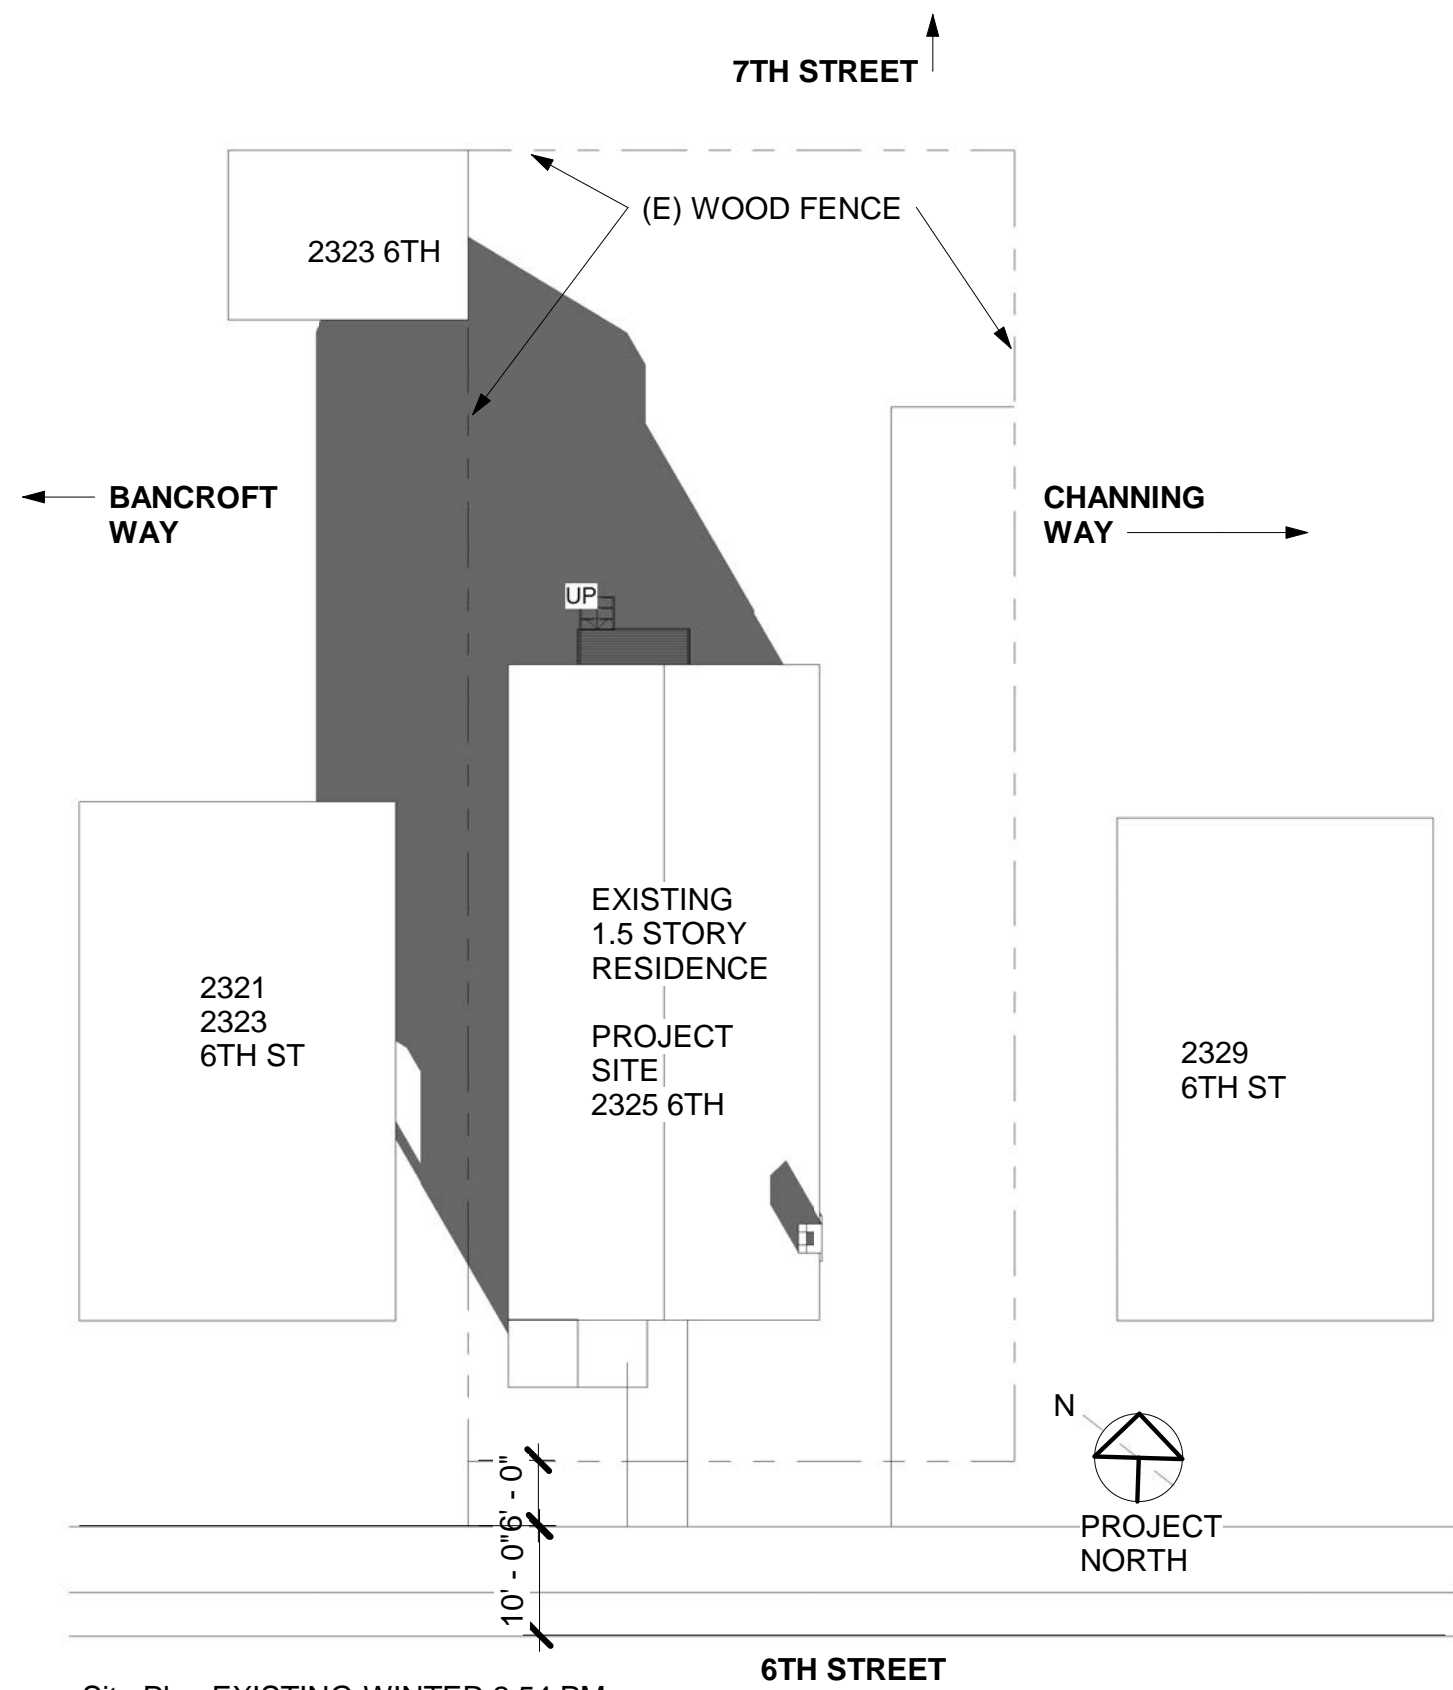 7TH STREET
(E) WOOD FENCE
2323 6TH
BANCROFT
WAY
CHANNING
WAY
UP
EXISTING
1.5 STORY
RESIDENCE
PROJECT
SITE
2325 6TH
2321
2323
6TH ST
2329
6TH ST
N
PROJECT
NORTH
6' - 0"
10' - 0"
6TH STREET